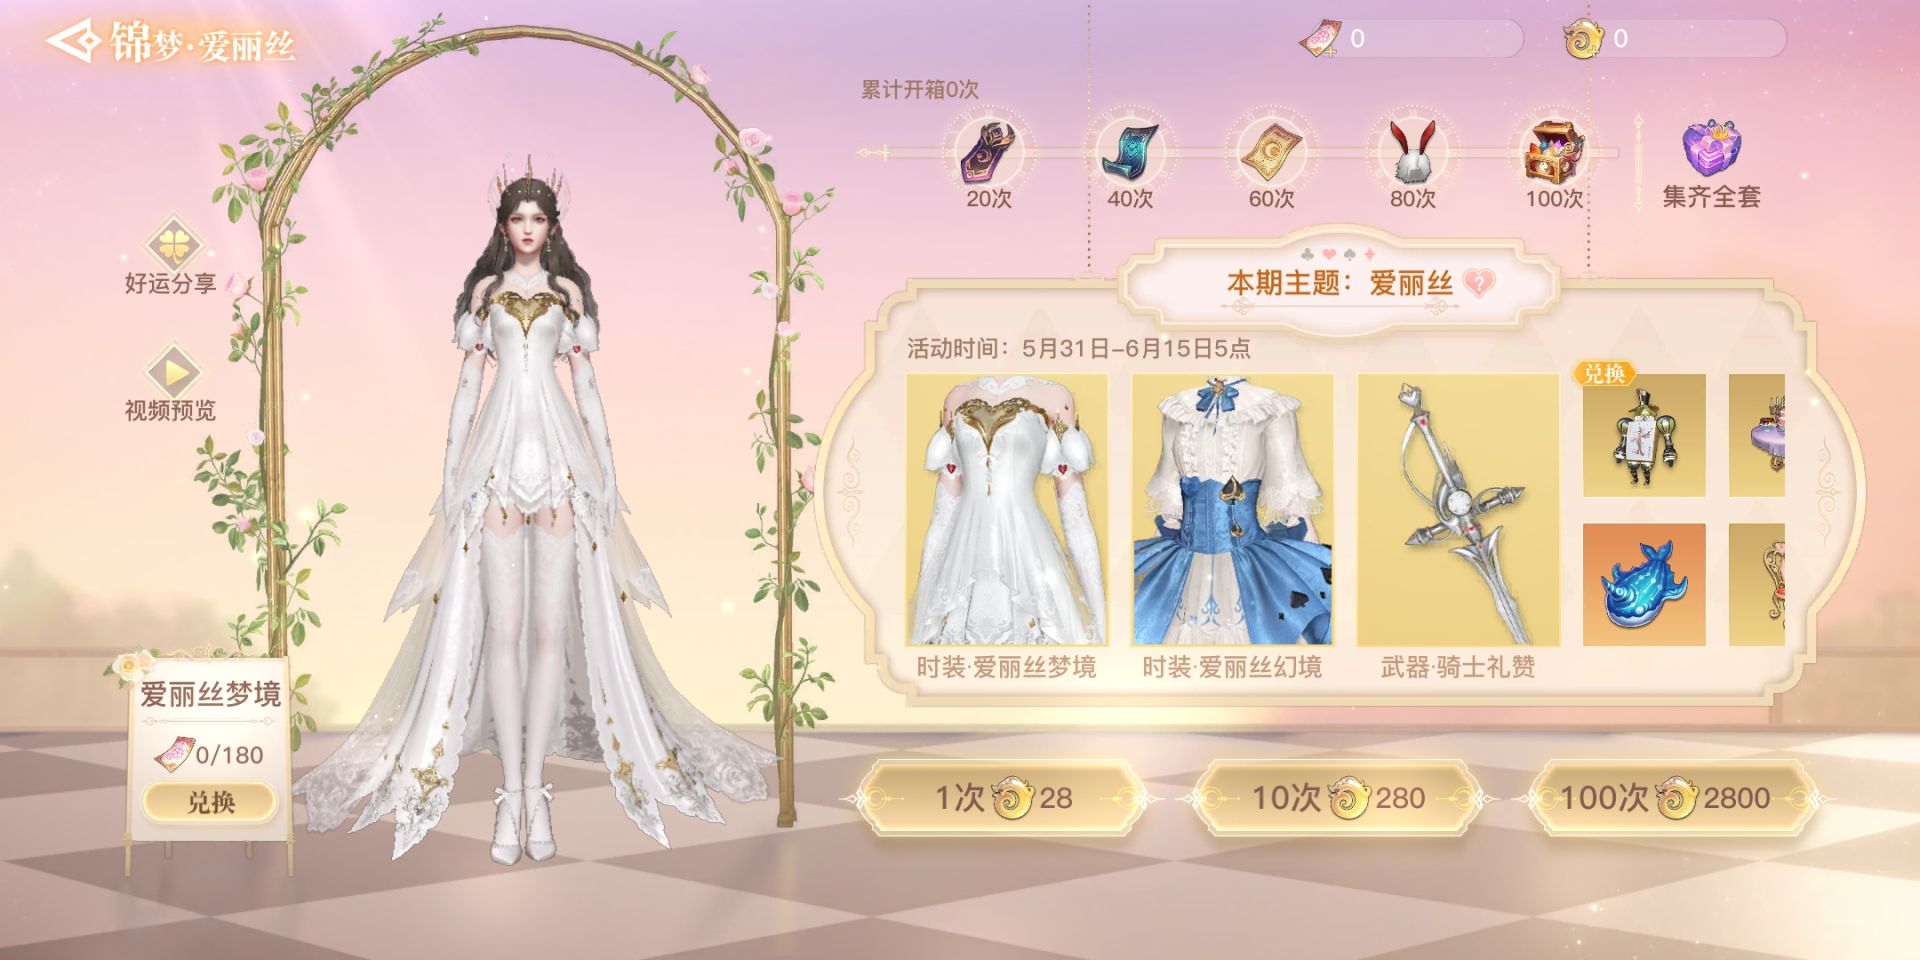 锦梦·爱丽丝
0
0
累计开箱0次
20次
40次
60次
80次
100次
集齐全套
好运分享
视频预览
本期主题：爱丽丝
?
活动时间：5月31日-6月15日5点
兑换
时装·爱丽丝梦境
时装·爱丽丝幻境
武器·骑士礼赞
爱丽丝梦境
0/180
兑换
1次 28
10次 280
100次 2800